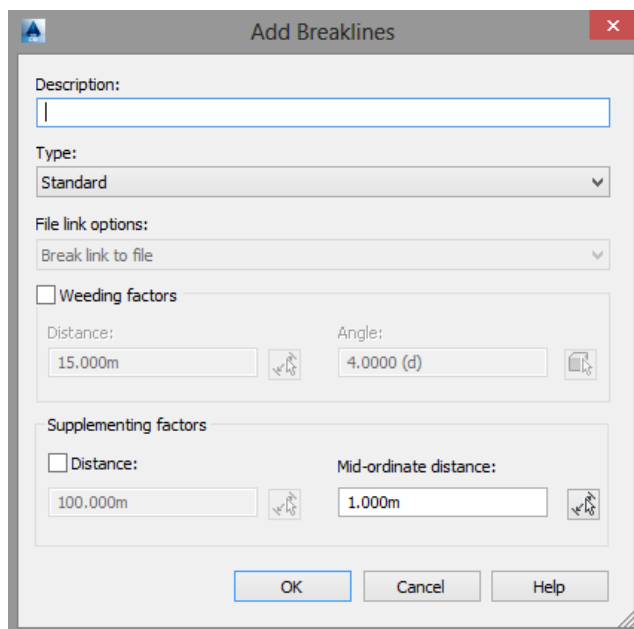 Add Breaklines
Description:
Type:
Standard
File link options:
Break link to file
Weeding factors
Distance:
Angle:
15.000m
4.0000 (d)
Supplementing factors
Distance:
Mid-ordinate distance:
100.000m
1.000m
OK
Cancel
Help